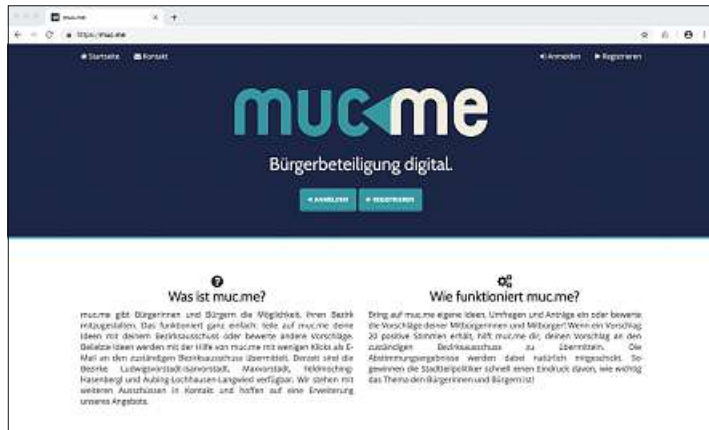 muc.me
https://muc.me
Startseite Kontakt
Anmelden Registrieren
muc me
Bürgerbeteiligung digital.
ANMELDEN REGISTRIEREN
Was ist muc.me?
muc.me gibt Bürgerinnen und Bürgern die Möglichkeit, ihren Bezirk
mitzugestalten. Das funktioniert ganz einfach: teile auf muc.me deine
Ideen mit deinem Bezirksausschuss oder bewerte andere Vorschläge.
Beliebte Ideen werden mit der Hilfe von muc.me mit wenigen Klicks als E-
Mail an den zuständigen Bezirksausschuss übermittelt. Derzeit sind die
Bezirke Ludwigsvorstadt-Isarvorstadt, Maxvorstadt, Feldmoching-
Hasenbergl und Aubing-Lochhausen-Langwied verfügbar. Wir stehen mit
weiteren Ausschüssen in Kontakt und hoffen auf eine Erweiterung
unseres Angebots.
Wie funktioniert muc.me?
Bring auf muc.me eigene Ideen, Umfragen und Anträge ein oder bewerte
die Vorschläge deiner Mitbürgerinnen und Mitbürger! Wenn ein Vorschlag
20 positive Stimmen erhält, hilft muc.me dir, deinen Vorschlag an den
zuständigen Bezirksausschuss zu übermitteln. Die
Abstimmungsergebnisse werden dabei natürlich mitgeschickt. So
gewinnen die Stadtteilpolitiker schnell einen Eindruck davon, wie wichtig
das Thema den Bürgerinnen und Bürgern ist!